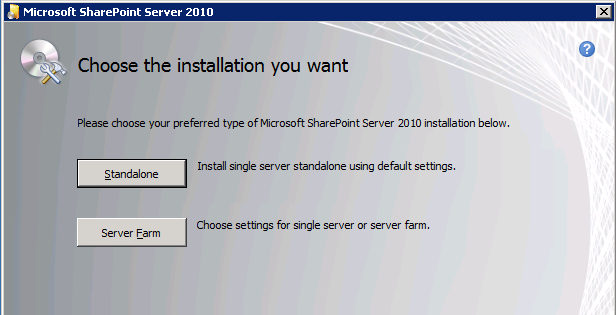 Microsoft SharePoint Server 2010
Choose the installation you want
Please choose your preferred type of Microsoft SharePoint Server 2010 installation below.
Standalone
Install single server standalone using default settings.
Server Farm
Choose settings for single server or server farm.